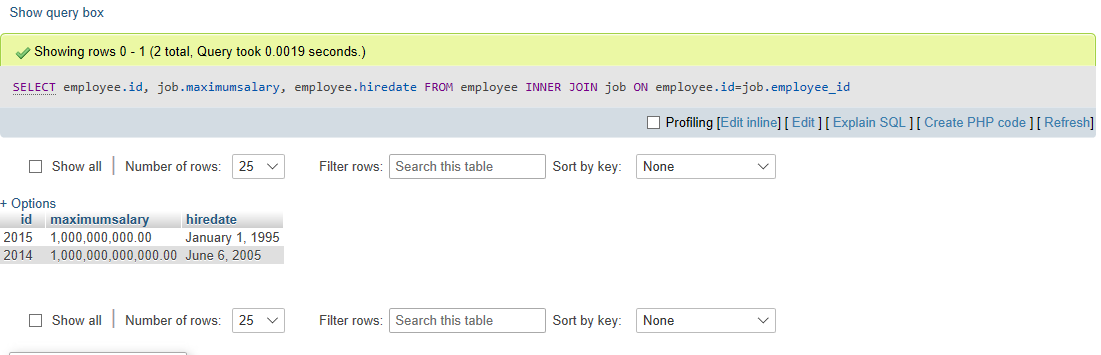 Show query box
Showing rows 0 - 1 (2 total, Query took 0.0019 seconds.)
SELECT employee.id, job.maximumsalary, employee.hiredate FROM employee INNER JOIN job ON employee.id=job.employee_id
Profiling [Edit inline] [ Edit ] [ Explain SQL ] [ Create PHP code ] [ Refresh]
Show all | Number of rows: 25 Filter rows: Search this table Sort by key: None
+ Options
id maximumsalary hiredate
2015 1,000,000,000.00 January 1, 1995
2014 1,000,000,000,000.00 June 6, 2005
Show all | Number of rows: 25 Filter rows: Search this table Sort by key: None